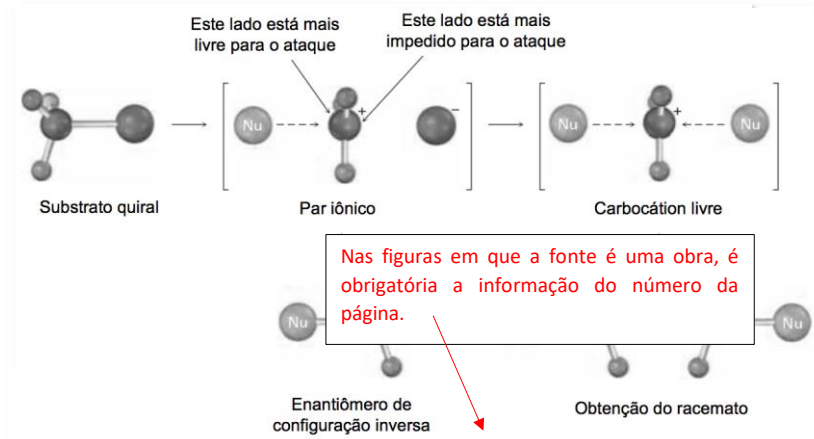 Este lado está mais
livre para o ataque
Este lado está mais
impedido para o ataque
Nu
+
−
Nu
+
Nu
Substrato quiral
Par iônico
Carbocátion livre
Nas figuras em que a fonte é uma obra, é
obrigatória a informação do número da
página.
Nu
Nu
Enantiômero de
configuração inversa
Obtenção do racemato